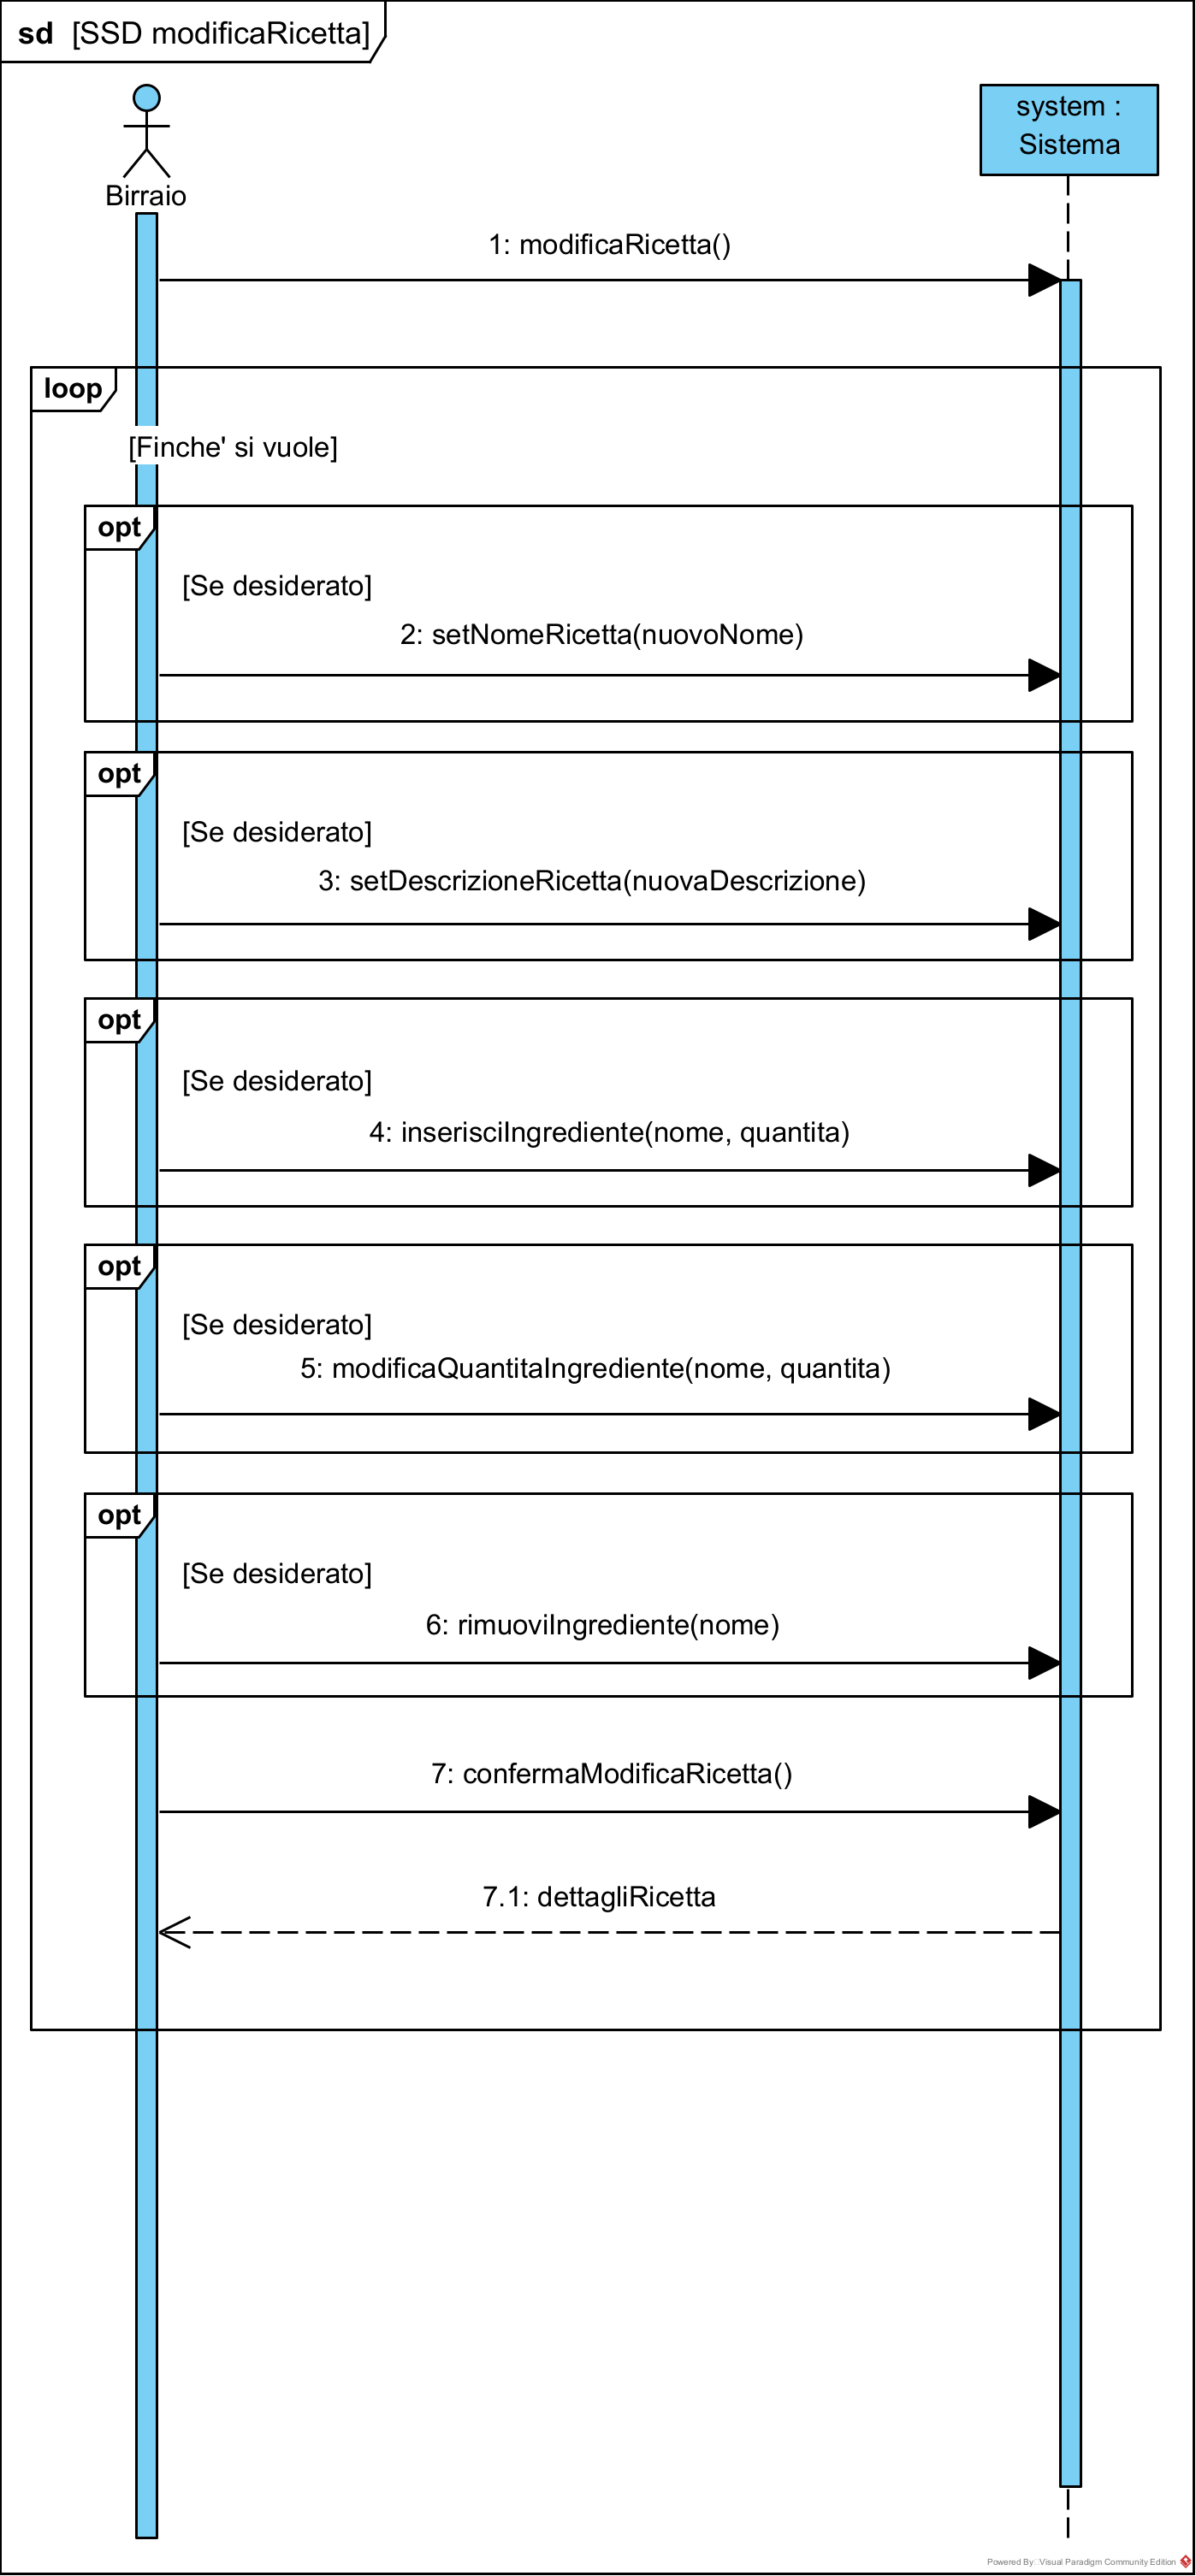 sd [SSD modificaRicetta]
Birraio
system :
Sistema
1: modificaRicetta()
loop
[Finche' si vuole]
opt
[Se desiderato]
2: setNomeRicetta(nuovoNome)
opt
[Se desiderato]
3: setDescrizioneRicetta(nuovaDescrizione)
opt
[Se desiderato]
4: inserisciIngrediente(nome, quantita)
opt
[Se desiderato]
5: modificaQuantitaIngrediente(nome, quantita)
opt
[Se desiderato]
6: rimuoviIngrediente(nome)
7: confermaModificaRicetta()
7.1: dettagliRicetta
Powered By Visual Paradigm Community Edition